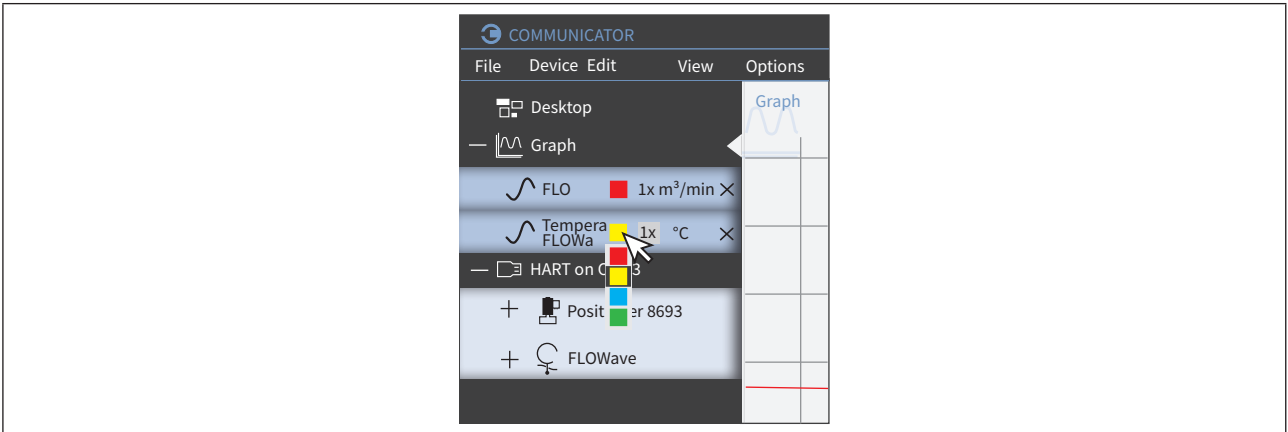 COMMUNICATOR
File Device Edit View Options
Desktop
Graph
Graph
FLO 1x m³/min
Tempera
FLOWa 1x °C
HART on C 3
Posit er 8693
FLOWave